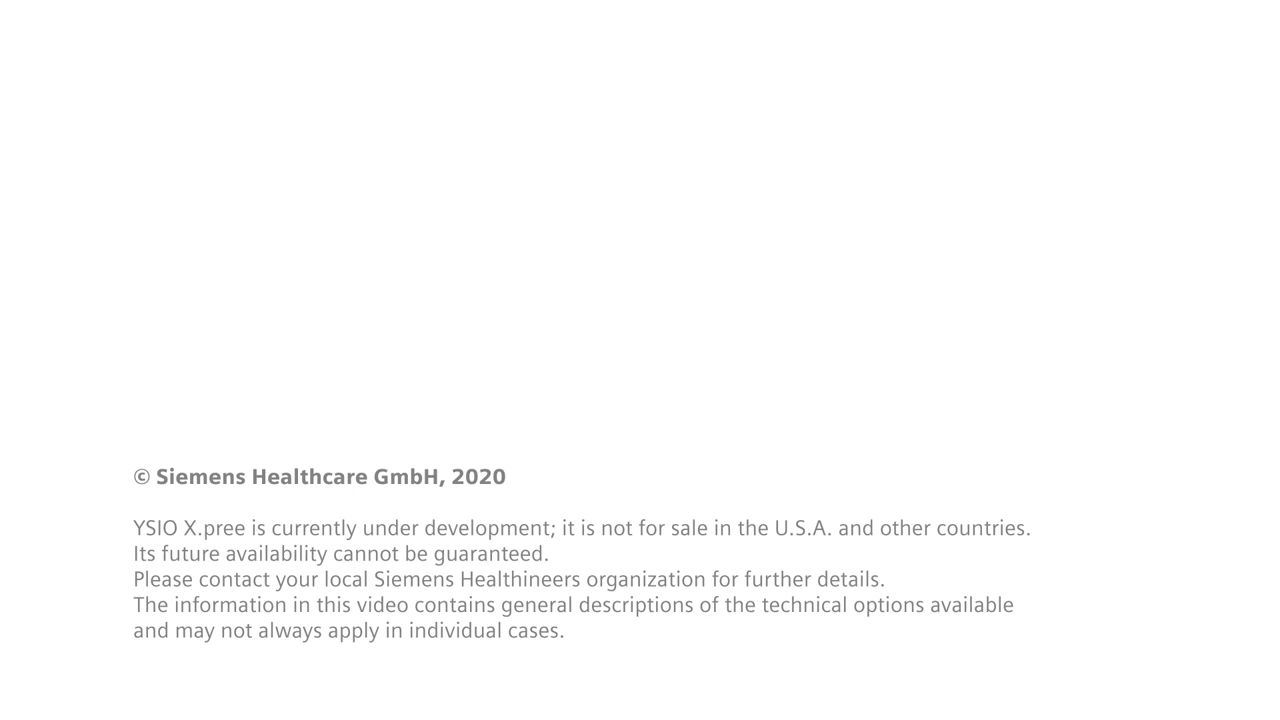 © Siemens Healthcare GmbH, 2020
YSIO X.pree is currently under development; it is not for sale in the U.S.A. and other countries.
Its future availability cannot be guaranteed.
Please contact your local Siemens Healthineers organization for further details.
The information in this video contains general descriptions of the technical options available
and may not always apply in individual cases.